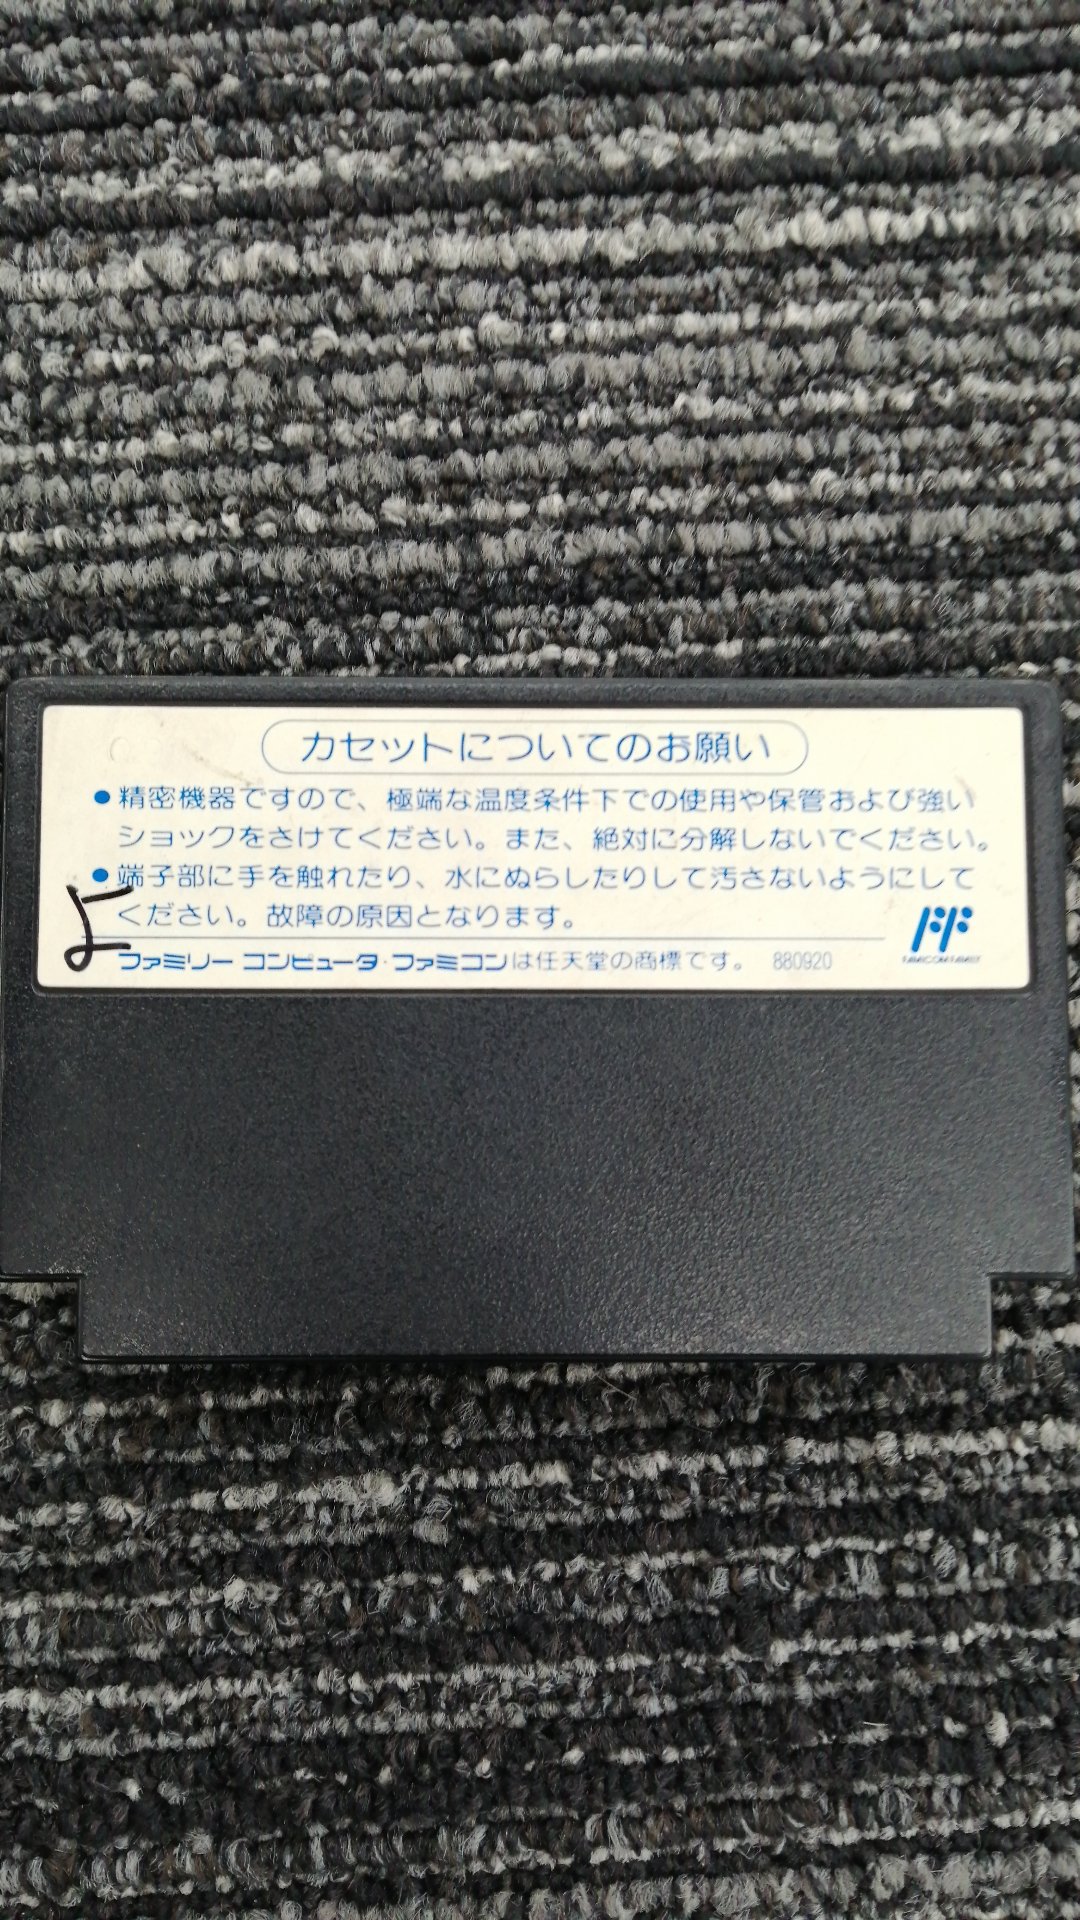 カセットについてのお願い
●精密機器ですので、極端な温度条件下での使用や保管および強い
ショックをさけてください。また、絶対に分解しないでください。
●端子部に手を触れたり、水にぬらしたりして汚さないようにして
ください。故障の原因となります。
ファミリー コンピュータ・ファミコンは任天堂の商標です。 880920
FAMICOM FAMILY